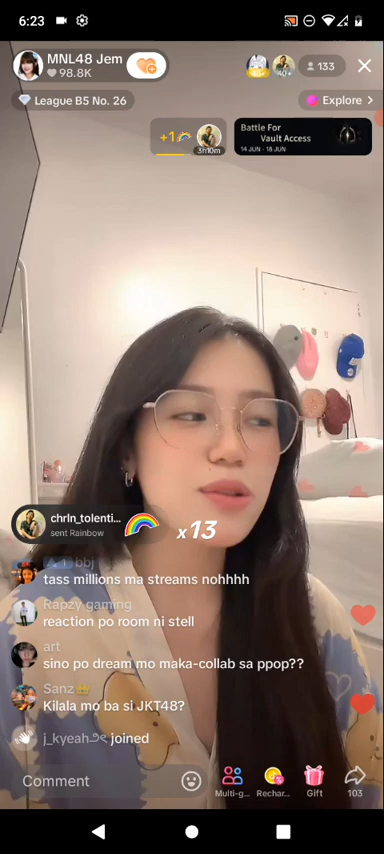 6:23
MNL48 Jem
98.8K
40+
133
League B5 No. 26
Explore >
+1
3h10m
Battle For
Vault Access
14 JUN - 18 JUN
chrln_tolenti...
sent Rainbow
x13
bbj
tass millions ma streams nohhhh
Rapzy gaming
reaction po room ni stell
art
sino po dream mo maka-collab sa ppop??
Sanz
Kilala mo ba si JKT48?
j_kyeah joined
Comment
Multi-g...
Rechar...
Gift
103